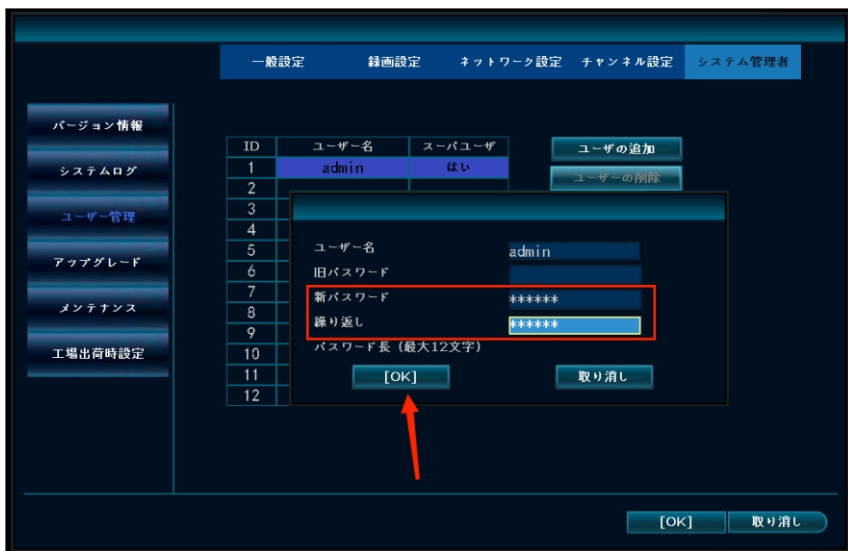 一般設定 録画設定 ネットワーク設定 チャンネル設定 システム管理者
バージョン情報
システムログ
ユーザー管理
アップグレード
メンテナンス
工場出荷時設定
ID ユーザー名 スーパユーザ
1 admin はい
2
3
4
5
6
7
8
9
10
11
12
ユーザの追加
ユーザーの削除
ユーザー名 admin
旧パスワード
新パスワード ******
繰り返し ******
パスワード長 (最大12文字)
[OK] 取り消し
[OK] 取り消し